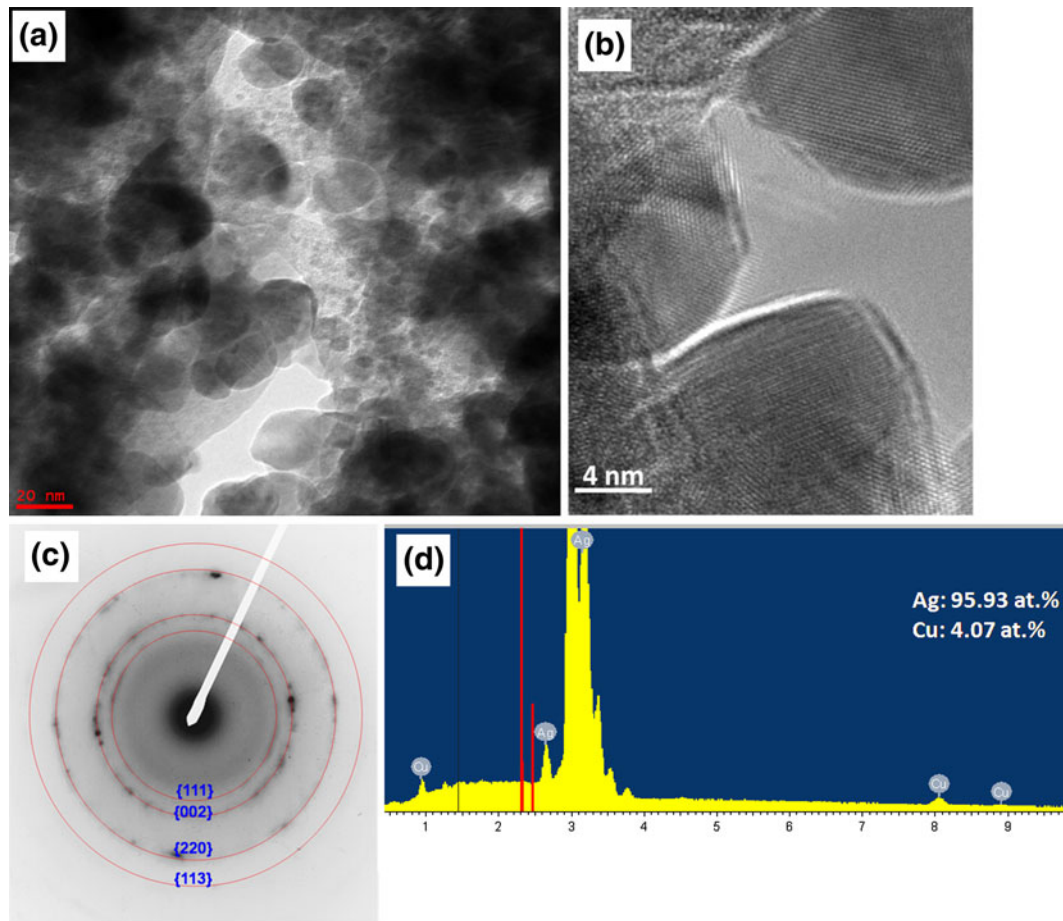 (a)
20 nm
(b)
4 nm
(c)
{111}
{002}
{220}
{113}
(d)
Ag
Ag: 95.93 at.%
Cu: 4.07 at.%
Ag
Cu
Cu
Cu
1 2 3 4 5 6 7 8 9